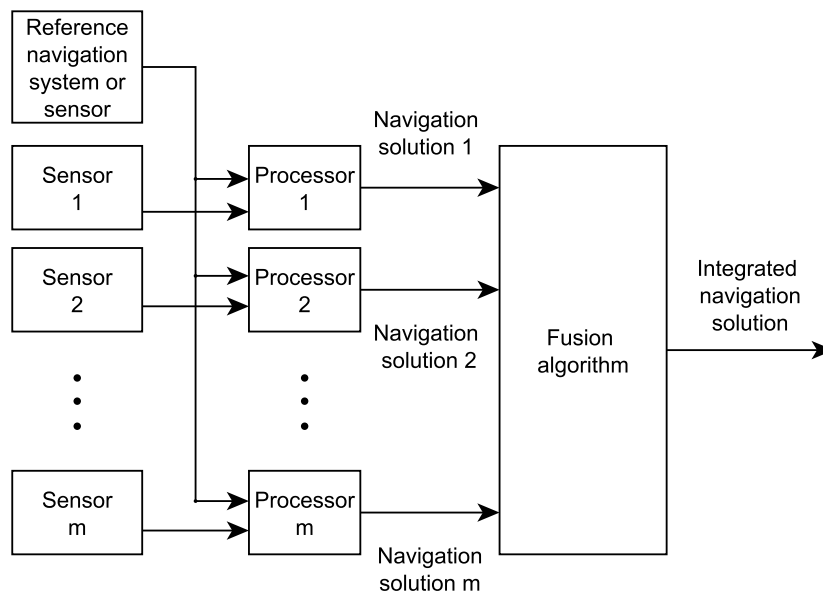 Reference
navigation
system or
sensor
Sensor
1
Processor
1
Navigation
solution 1
Sensor
2
Processor
2
Navigation
solution 2
Fusion
algorithm
Integrated
navigation
solution
Sensor
m
Processor
m
Navigation
solution m